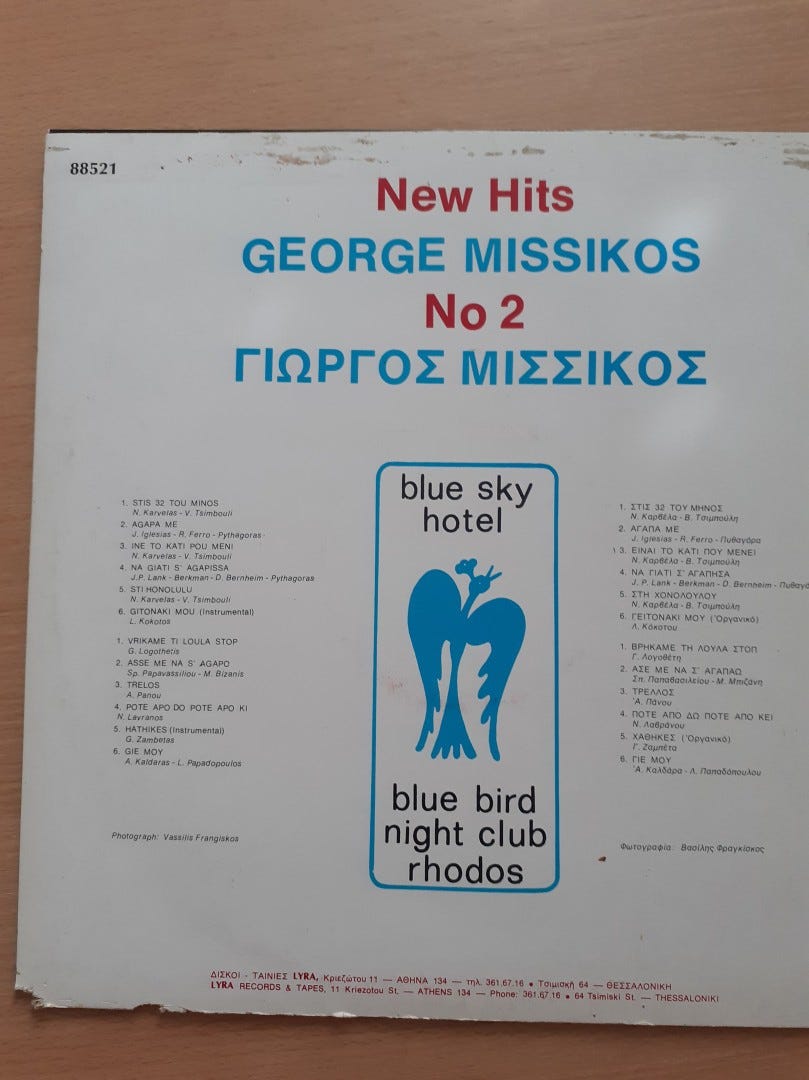 88521
New Hits
GEORGE MISSIKOS
No 2
ΓΙΩΡΓΟΣ ΜΙΣΣΙΚΟΣ
1. STIS 32 TOU MINOS
N. Karvelas - V. Tsimbouli
2. AGAPA ME
J. Iglesias - R. Ferro - Pythagoras
3. INE TO KATI POU MENI
N. Karvelas - V. Tsimbouli
4. NA GIATI S' AGAPISSA
J.P. Lank - Berkman - D. Bernheim - Pythagoras
5. STI HONOLULU
N. Karvelas - V. Tsimbouli
6. GITONAKI MOU (Instrumental)
L. Kokotos
1. VRIKAME TI LOULA STOP
G. Logothetis
2. ASSE ME NA S' AGAPO
Sp. Papavassiliou - M. Bizanis
3. TRELOS
A. Panou
4. POTE APO DO POTE APO KI
N. Lavranos
5. HATHIKES (Instrumental)
G. Zambetas
6. GIE MOY
A. Kaldaras - L. Papadopoulos
Photograph: Vassilis Frangiskos
blue sky
hotel
blue bird
night club
rhodos
1. ΣΤΙΣ 32 ΤΟΥ ΜΗΝΟΣ
Ν. Καρβέλα - Β. Τσιμπούλη
2. ΑΓΑΠΑ ΜΕ
J. Iglesias - R. Ferro - Πυθαγόρα
3. ΕΙΝΑΙ ΤΟ ΚΑΤΙ ΠΟΥ ΜΕΝΕΙ
Ν. Καρβέλα - Β. Τσιμπούλη
4. ΝΑ ΓΙΑΤΙ Σ' ΑΓΑΠΗΣΑ
J. P. Lank - Berkman - D. Bernheim - Πυθαγό
5. ΣΤΗ ΧΟΝΟΛΟΥΛΟΥ
Ν. Καρβέλα - Β. Τσιμπούλη
6. ΓΕΙΤΟΝΑΚΙ ΜΟΥ ('Οργανικό)
Λ. Κόκοτου
1. ΒΡΗΚΑΜΕ ΤΗ ΛΟΥΛΑ ΣΤΟΠ
Γ. Λογοθέτη
2. ΑΣΕ ΜΕ ΝΑ Σ' ΑΓΑΠΑΩ
Σπ. Παπαβασιλείου - Μ. Μπιζάνη
3. ΤΡΕΛΛΟΣ
'Α. Πάνου
4. ΠΟΤΕ ΑΠΟ ΔΩ ΠΟΤΕ ΑΠΟ ΚΕΙ
Ν. Λαβράνου
5. ΧΑΘΗΚΕΣ ('Οργανικό)
Γ. Ζαμπέτα
6. ΓΙΕ ΜΟΥ
'Α. Καλδάρα - Λ. Παπαδόπουλου
Φωτογραφία: Βασίλης Φραγκίσκος
ΔΙΣΚΟΙ - ΤΑΙΝΙΕΣ LYRA, Κριεζώτου 11 — ΑΘΗΝΑ 134 — τηλ. 361.67.16 • Τσιμισκή 64 — ΘΕΣΣΑΛΟΝΙΚΗ
LYRA RECORDS & TAPES, 11 Kriezotou St. — ATHENS 134 — Phone: 361.67.16 • 64 Tsimiski St. — THESSALONIKI